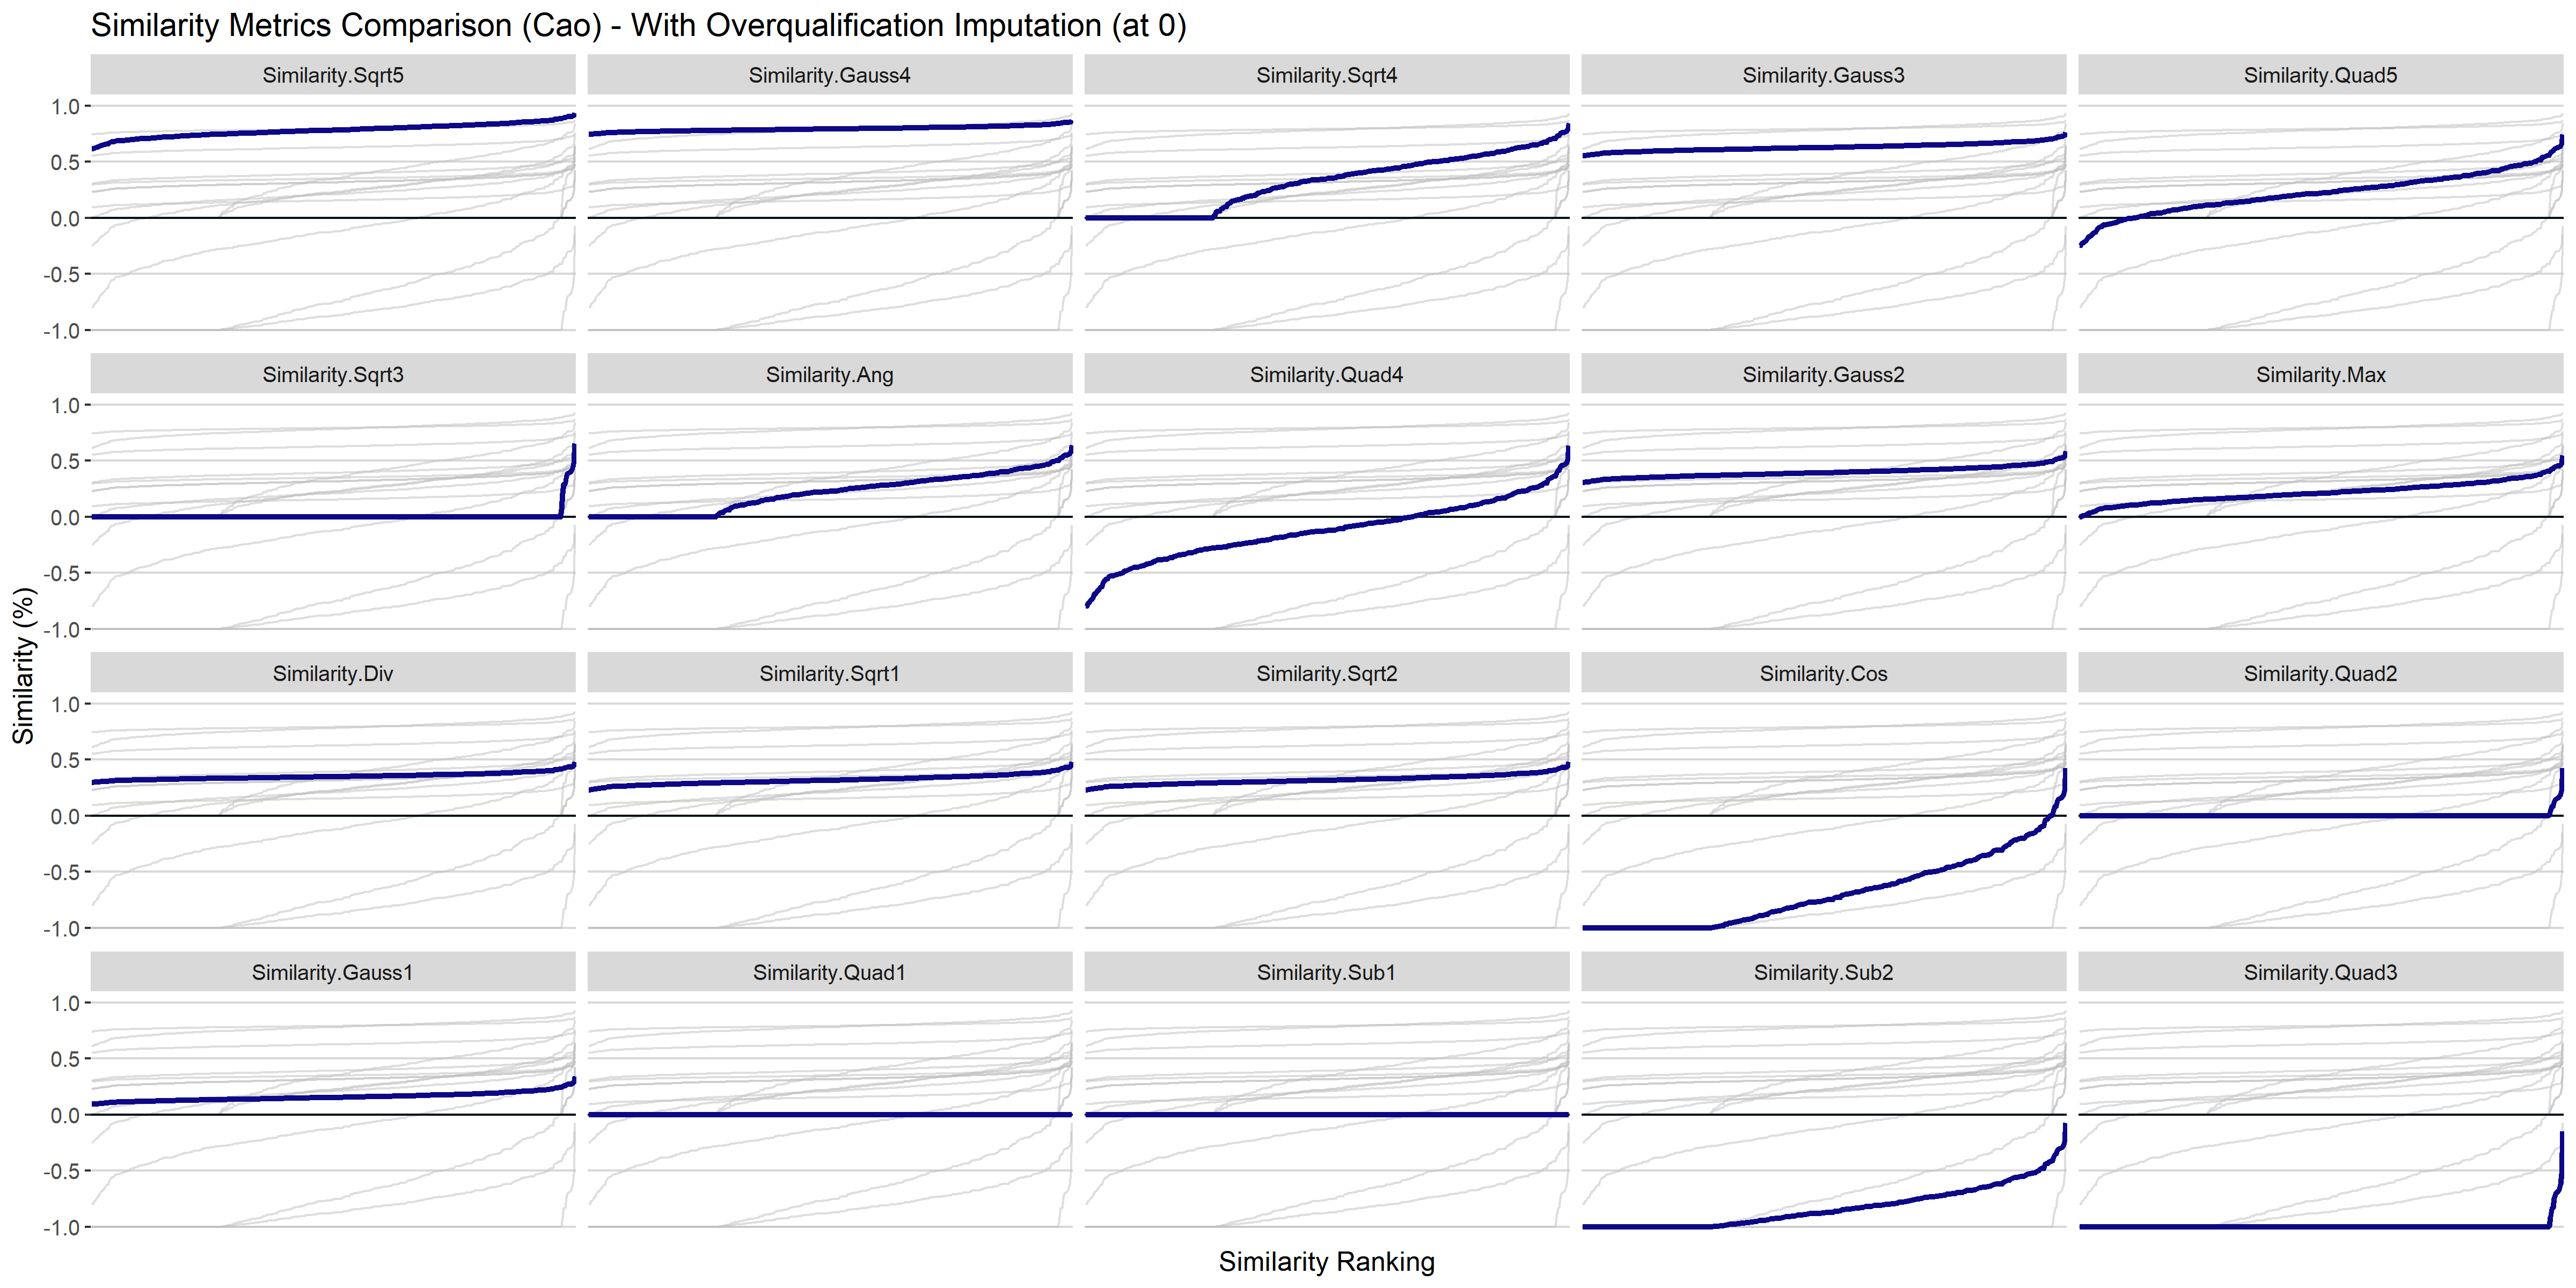 Similarity Metrics Comparison (Cao) - With Overqualification Imputation (at 0)
Similarity.Sqrt5
Similarity.Gauss4
Similarity.Sqrt4
Similarity.Gauss3
Similarity.Quad5
1.0
0.5
0.0
-0.5
-1.0
Similarity.Sqrt3
Similarity.Ang
Similarity.Quad4
Similarity.Gauss2
Similarity.Max
1.0
0.5
0.0
-0.5
-1.0
Similarity (%)
Similarity.Div
Similarity.Sqrt1
Similarity.Sqrt2
Similarity.Cos
Similarity.Quad2
1.0
0.5
0.0
-0.5
-1.0
Similarity.Gauss1
Similarity.Quad1
Similarity.Sub1
Similarity.Sub2
Similarity.Quad3
1.0
0.5
0.0
-0.5
-1.0
Similarity Ranking